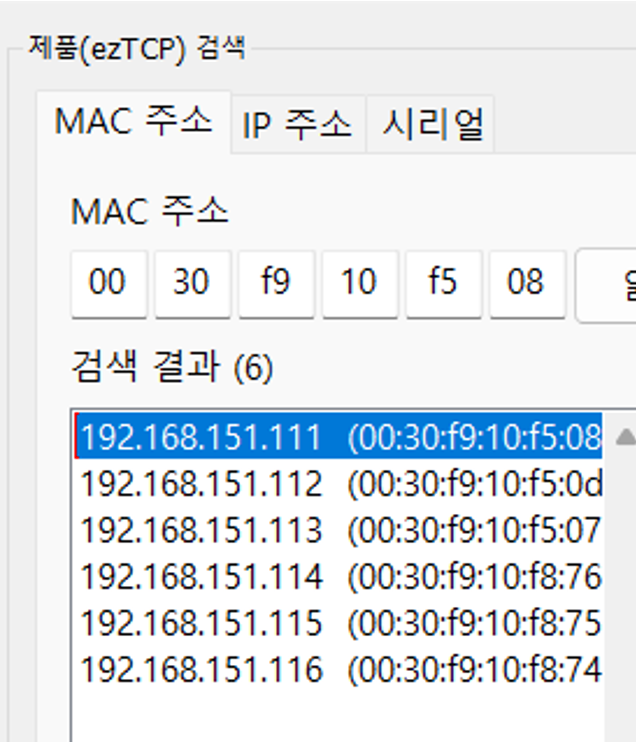 제품(ezTCP) 검색
MAC 주소 IP 주소 시리얼
MAC 주소
00 30 f9 10 f5 08
검색 결과 (6)
192.168.151.111 (00:30:f9:10:f5:08
192.168.151.112 (00:30:f9:10:f5:0d
192.168.151.113 (00:30:f9:10:f5:07
192.168.151.114 (00:30:f9:10:f8:76
192.168.151.115 (00:30:f9:10:f8:75
192.168.151.116 (00:30:f9:10:f8:74